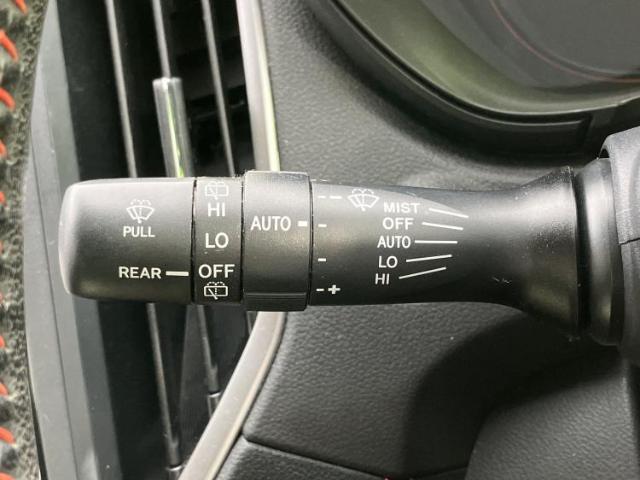 PULL
REAR
HI
LO
OFF
AUTO
--
-
-
-+
MIST
OFF
AUTO
LO
HI